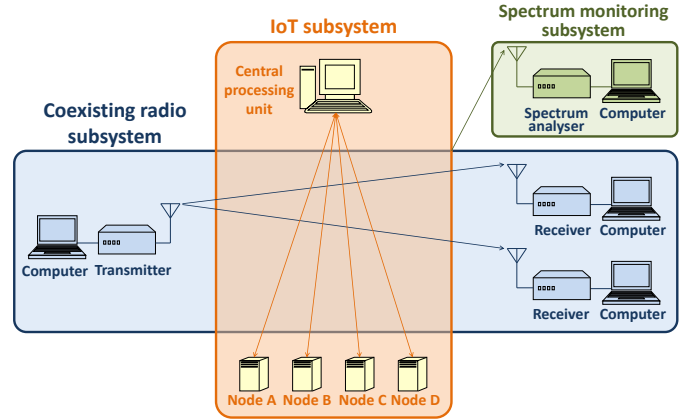 IoT subsystem
Spectrum monitoring
subsystem
Central
processing
unit
Spectrum
analyser
Computer
Coexisting radio
subsystem
Computer
Transmitter
Receiver
Computer
Receiver
Computer
Node A
Node B
Node C
Node D